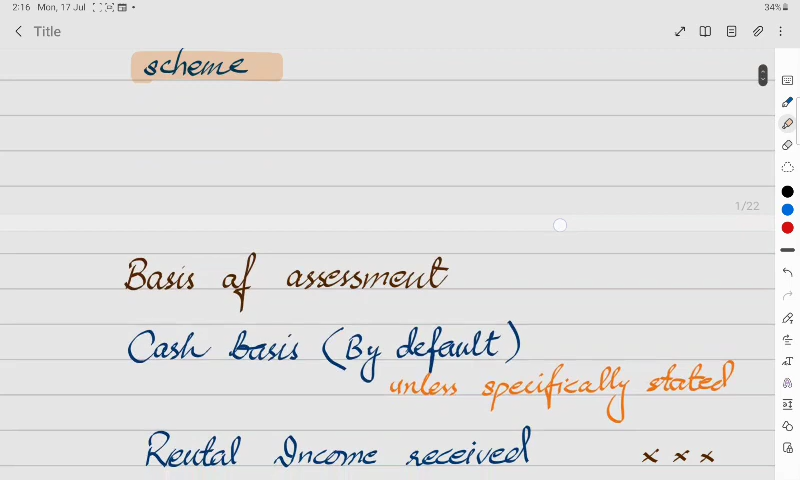 2:16 Mon, 17 Jul
34%
Title
scheme
1/22
Basis of assessment
Cash basis (By default)
unless specifically stated
Rental Income received x x x